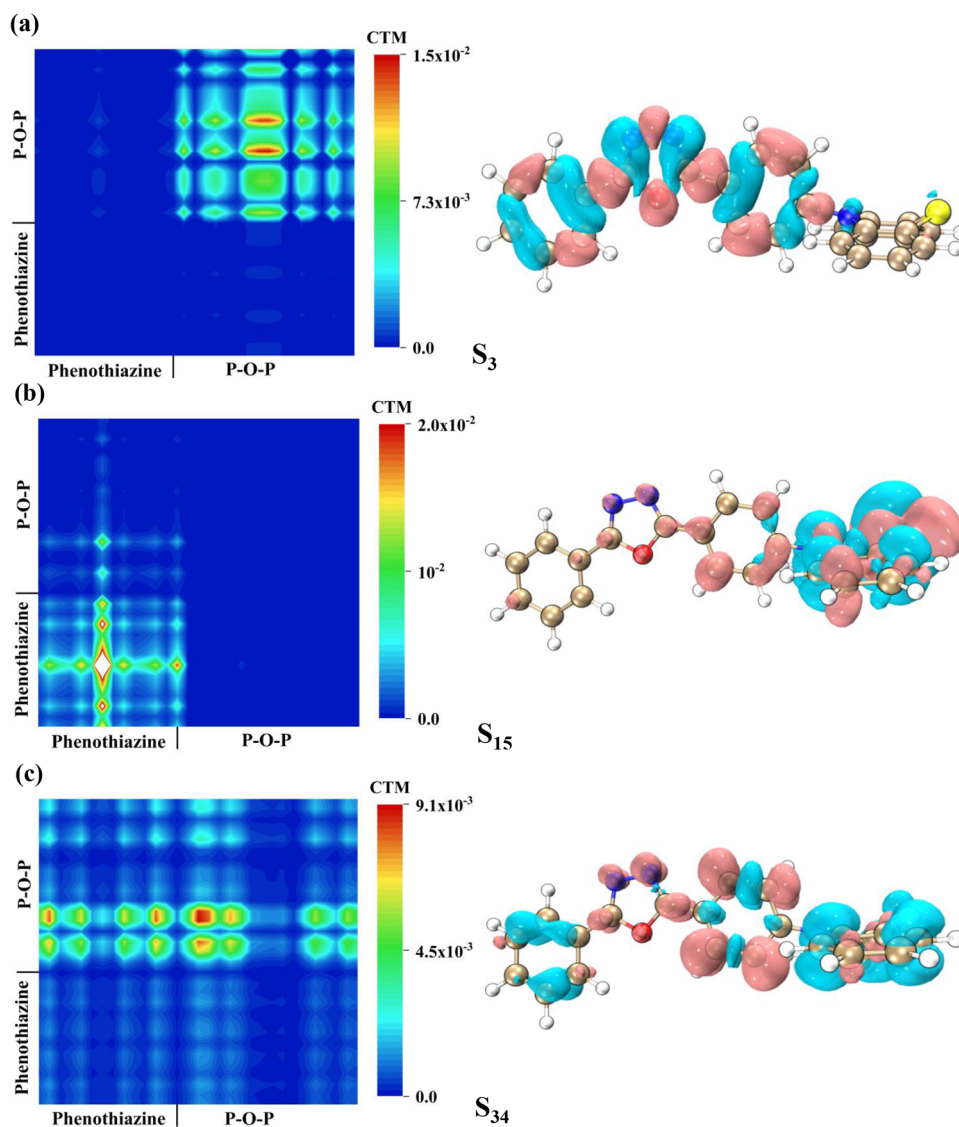 (a)
CTM
1.5x10⁻²
7.3x10⁻³
0.0
P-O-P
Phenothiazine
Phenothiazine
P-O-P
S₃
(b)
CTM
2.0x10⁻²
10⁻²
0.0
P-O-P
Phenothiazine
Phenothiazine
P-O-P
S₁₅
(c)
CTM
9.1x10⁻³
4.5x10⁻³
0.0
P-O-P
Phenothiazine
Phenothiazine
P-O-P
S₃₄